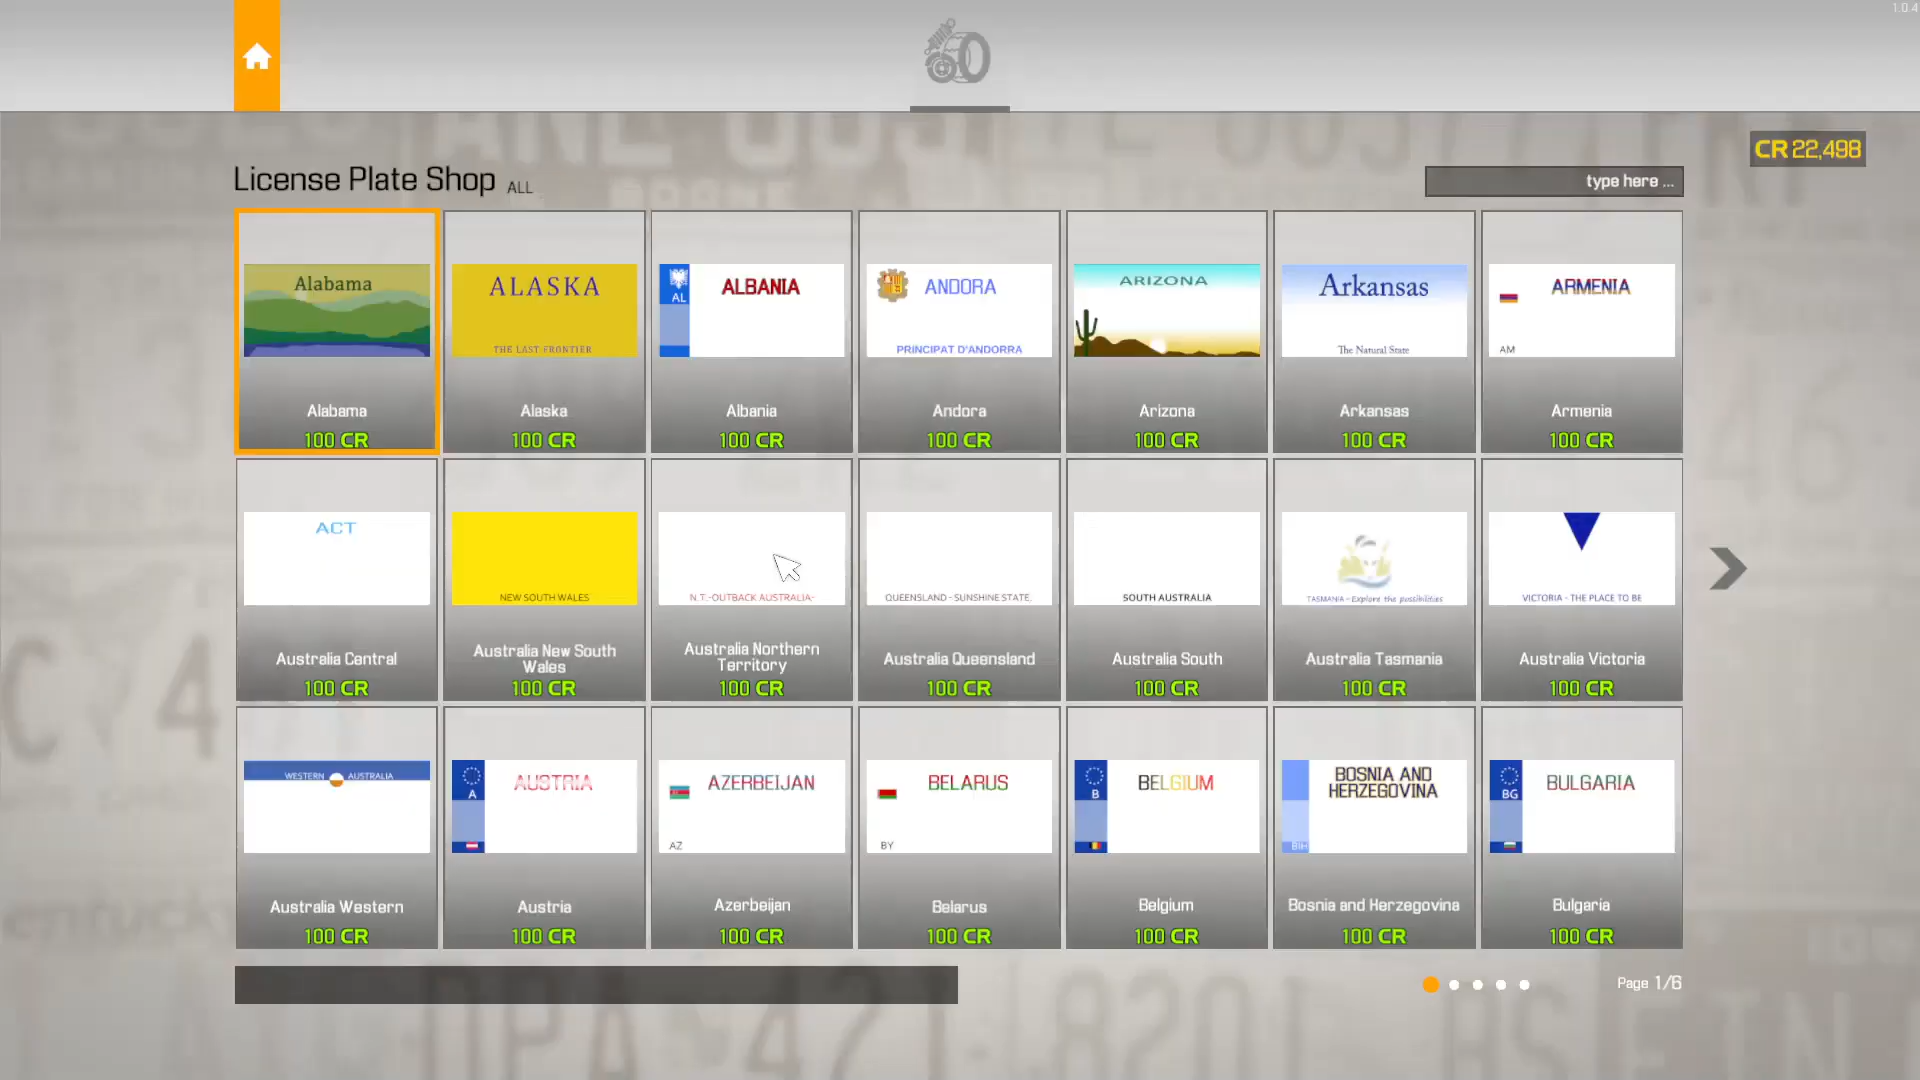 1.0.4
CR 22,498
License Plate Shop ALL
type here ...
Alabama
ALASKA
THE LAST FRONTIER
AL
ALBANIA
ANDORA
PRINCIPAT D'ANDORRA
ARIZONA
Arkansas
The Natural State
ARMENIA
AM
Alabama
Alaska
Albania
Andora
Arizona
Arkansas
Armenia
100 CR
100 CR
100 CR
100 CR
100 CR
100 CR
100 CR
ACT
NEW SOUTH WALES
N.T.-OUTBACK AUSTRALIA-
QUEENSLAND - SUNSHINE STATE.
SOUTH AUSTRALIA
TASMANIA - Explore the possibilities
VICTORIA - THE PLACE TO BE
Australia Central
Australia New South
Wales
Australia Northern
Territory
Australia Queensland
Australia South
Australia Tasmania
Australia Victoria
100 CR
100 CR
100 CR
100 CR
100 CR
100 CR
100 CR
WESTERN AUSTRALIA
A
AUSTRIA
AZERBEIJAN
AZ
BELARUS
BY
B
BELGIUM
BOSNIA AND
HERZEGOVINA
BIH
BG
BULGARIA
Australia Western
Austria
Azerbeijan
Belarus
Belgium
Bosnia and Herzegovina
Bulgaria
100 CR
100 CR
100 CR
100 CR
100 CR
100 CR
100 CR
Page 1/6